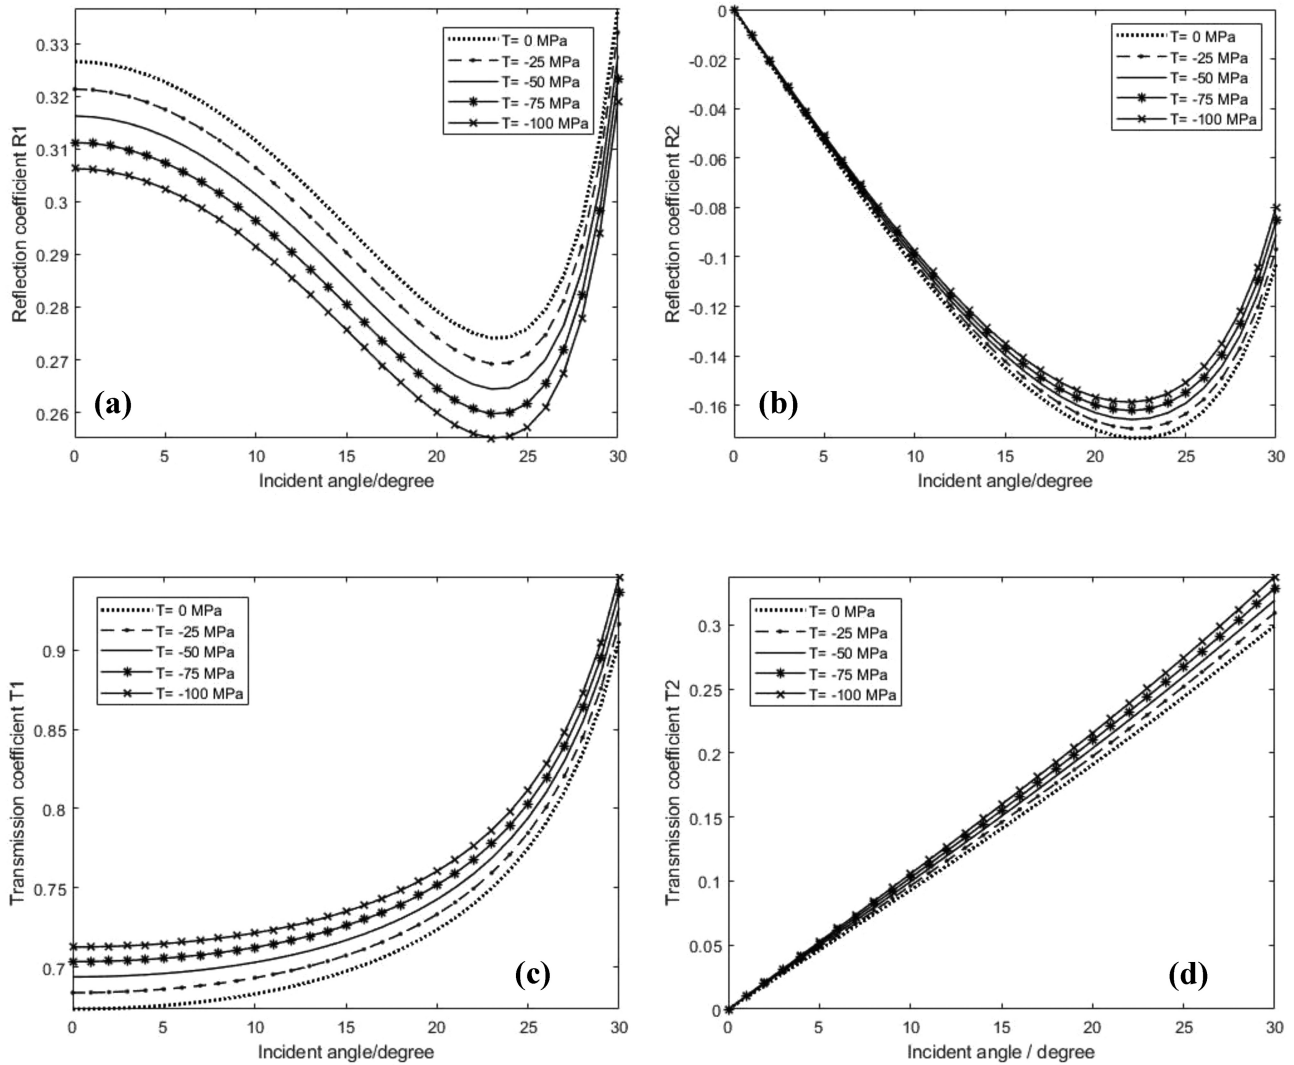 T= 0 MPa
T= -25 MPa
T= -50 MPa
T= -75 MPa
T= -100 MPa
0.33
0.32
0.31
0.3
0.29
0.28
0.27
0.26
Reflection coefficient R1
(a)
0 5 10 15 20 25 30
Incident angle/degree
T= 0 MPa
T= -25 MPa
T= -50 MPa
T= -75 MPa
T= -100 MPa
0
-0.02
-0.04
-0.06
-0.08
-0.1
-0.12
-0.14
-0.16
Reflection coefficient R2
(b)
0 5 10 15 20 25 30
Incident angle/degree
T= 0 MPa
T= -25 MPa
T= -50 MPa
T= -75 MPa
T= -100 MPa
0.9
0.85
0.8
0.75
0.7
Transmission coefficient T1
(c)
0 5 10 15 20 25 30
Incident angle/degree
T= 0 MPa
T= -25 MPa
T= -50 MPa
T= -75 MPa
T= -100 MPa
0.3
0.25
0.2
0.15
0.1
0.05
0
Transmission coefficient T2
(d)
0 5 10 15 20 25 30
Incident angle / degree